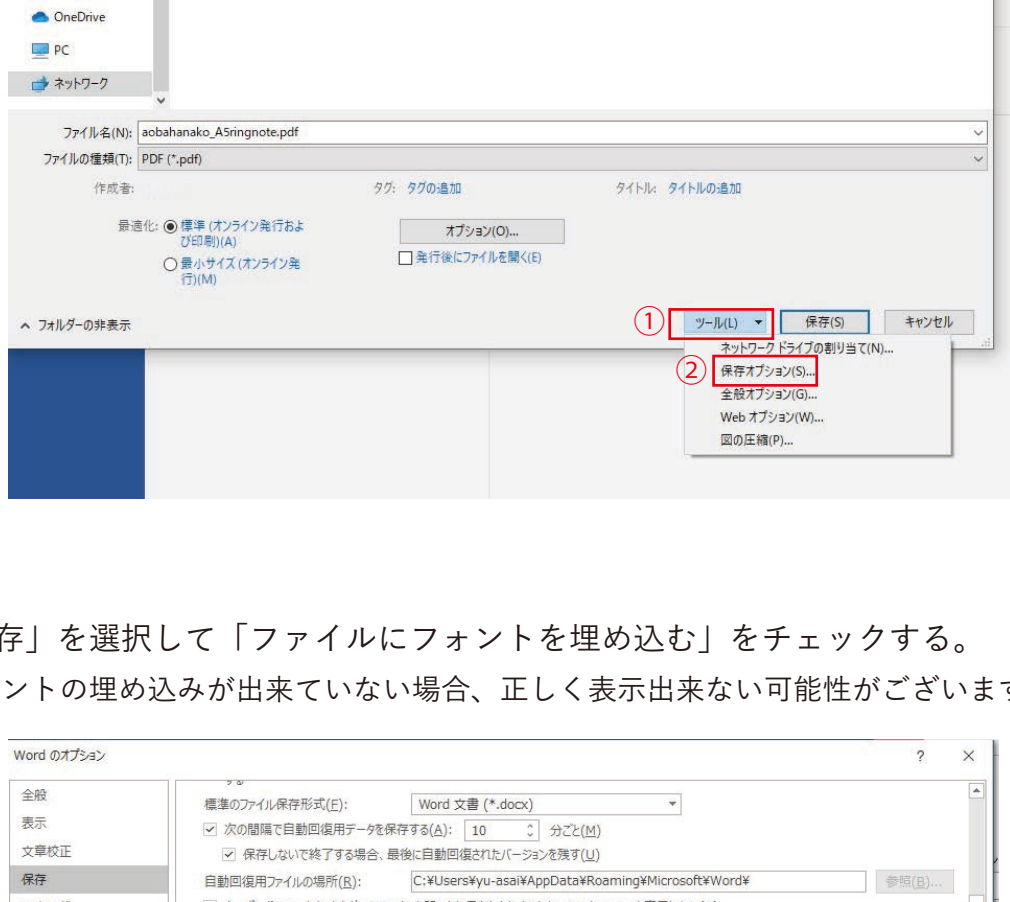 OneDrive
PC
ネットワーク
ファイル名(N): aobahanako_A5ringnote.pdf
ファイルの種類(T): PDF (*.pdf)
作成者: タグ: タグの追加 タイトル: タイトルの追加
最適化: 標準 (オンライン発行およ
び印刷)(A)
オプション(O)...
発行後にファイルを開く(E)
最小サイズ (オンライン発
行)(M)
フォルダーの非表示
① ツール(L) 保存(S) キャンセル
ネットワーク ドライブの割り当て(N)...
② 保存オプション(S)...
全般オプション(G)...
Web オプション(W)...
図の圧縮(P)...
存」を選択して「ファイルにフォントを埋め込む」をチェックする。
ントの埋め込みが出来ていない場合、正しく表示出来ない可能性がございます
Word のオプション ? ×
全般
表示
文章校正
保存
標準のファイル保存形式(F): Word 文書 (*.docx)
次の間隔で自動回復用データを保存する(A): 10 分ごと(M)
保存しないで終了する場合、最後に自動回復されたバージョンを残す(U)
自動回復用ファイルの場所(R): C:¥Users¥yu-asai¥AppData¥Roaming¥Microsoft¥Word¥ 参照(B)...